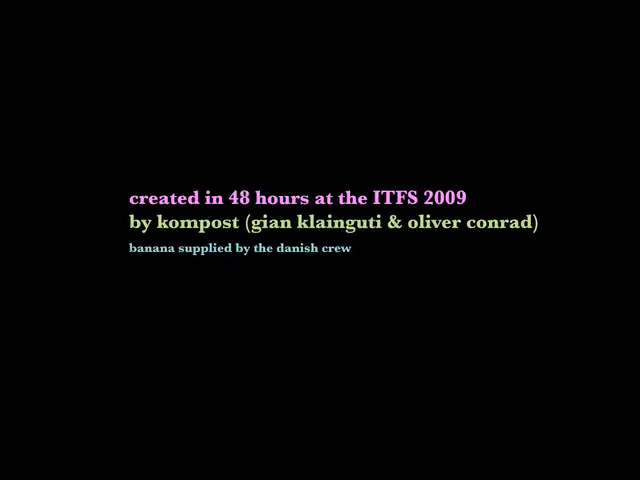 created in 48 hours at the ITFS 2009
by kompost (gian klainguti & oliver conrad)
banana supplied by the danish crew